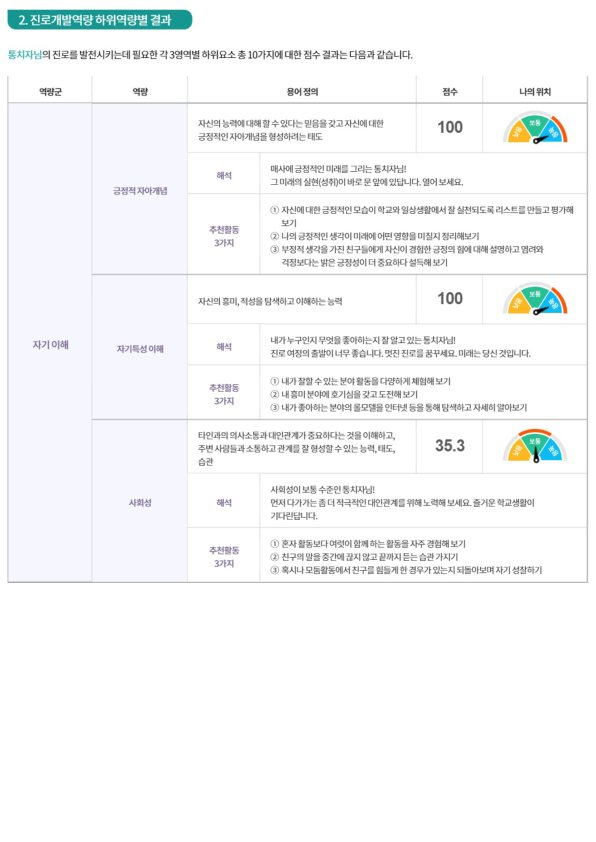 2. 진로개발역량 하위역량별 결과
통치자님의 진로를 발전시키는데 필요한 각 3영역별 하위요소 총 10가지에 대한 점수 결과는 다음과 같습니다.
역량군 역량 용어 정의 점수 나의 위치
자기 이해
긍정적 자아개념
자신의 능력에 대해 할 수 있다는 믿음을 갖고 자신에 대한
긍정적인 자아개념을 형성하려는 태도
100
낮음 보통 높음
해석
매사에 긍정적인 미래를 그리는 통치자님!
그 미래의 실현(성취)이 바로 문 앞에 있답니다. 열어 보세요.
추천활동
3가지
① 자신에 대한 긍정적인 모습이 학교와 일상생활에서 잘 실천되도록 리스트를 만들고 평가해
보기
② 나의 긍정적인 생각이 미래에 어떤 영향을 미칠지 정리해보기
③ 부정적 생각을 가진 친구들에게 자신이 경험한 긍정의 힘에 대해 설명하고 염려와
걱정보다는 밝은 긍정성이 더 중요하다 설득해 보기
자기특성 이해
자신의 흥미, 적성을 탐색하고 이해하는 능력
100
낮음 보통 높음
해석
내가 누구인지 무엇을 좋아하는지 잘 알고 있는 통치자님!
진로 여정의 출발이 너무 좋습니다. 멋진 진로를 꿈꾸세요. 미래는 당신 것입니다.
추천활동
3가지
① 내가 잘할 수 있는 분야 활동을 다양하게 체험해 보기
② 내 흥미 분야에 호기심을 갖고 도전해 보기
③ 내가 좋아하는 분야의 롤모델을 인터넷 등을 통해 탐색하고 자세히 알아보기
사회성
타인과의 의사소통과 대인관계가 중요하다는 것을 이해하고,
주변 사람들과 소통하고 관계를 잘 형성할 수 있는 능력, 태도,
습관
35.3
낮음 보통 높음
해석
사회성이 보통 수준인 통치자님!
먼저 다가가는 좀 더 적극적인 대인관계를 위해 노력해 보세요. 즐거운 학교생활이
기다린답니다.
추천활동
3가지
① 혼자 활동보다 여럿이 함께 하는 활동을 자주 경험해 보기
② 친구의 말을 중간에 끊지 않고 끝까지 듣는 습관 가지기
③ 혹시나 모둠활동에서 친구를 힘들게 한 경우가 있는지 되돌아보며 자기 성찰하기